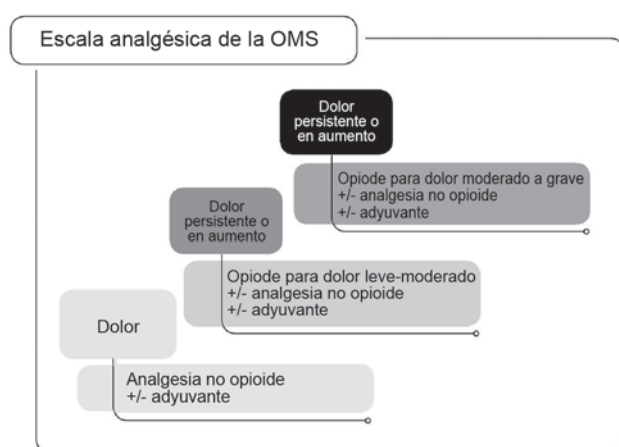 Escala analgésica de la OMS
Dolor
persistente o
en aumento
Opiode para dolor moderado a grave
+/- analgesia no opioide
+/- adyuvante
Dolor
persistente o
en aumento
Opiode para dolor leve-moderado
+/- analgesia no opioide
+/- adyuvante
Dolor
Analgesia no opioide
+/- adyuvante